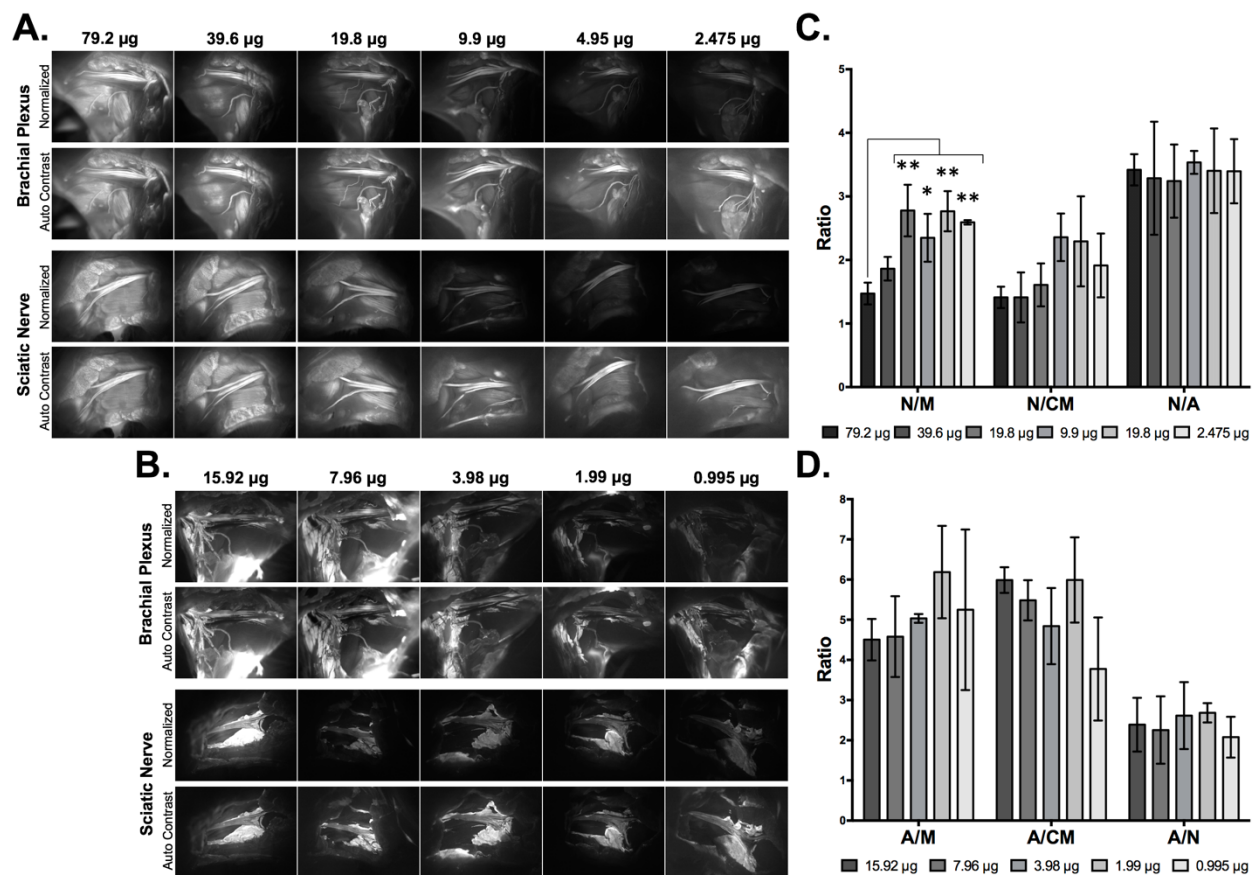 A.
79.2 µg 39.6 µg 19.8 µg 9.9 µg 4.95 µg 2.475 µg
Brachial Plexus
Normalized
Auto Contrast
Sciatic Nerve
Normalized
Auto Contrast
B.
15.92 µg 7.96 µg 3.98 µg 1.99 µg 0.995 µg
Brachial Plexus
Normalized
Auto Contrast
Sciatic Nerve
Normalized
Auto Contrast
C.
Ratio
5
4
3
2
1
0
** * ** **
N/M N/CM N/A
79.2 µg 39.6 µg 19.8 µg 9.9 µg 19.8 µg 2.475 µg
D.
Ratio
8
7
6
5
4
3
2
1
0
A/M A/CM A/N
15.92 µg 7.96 µg 3.98 µg 1.99 µg 0.995 µg